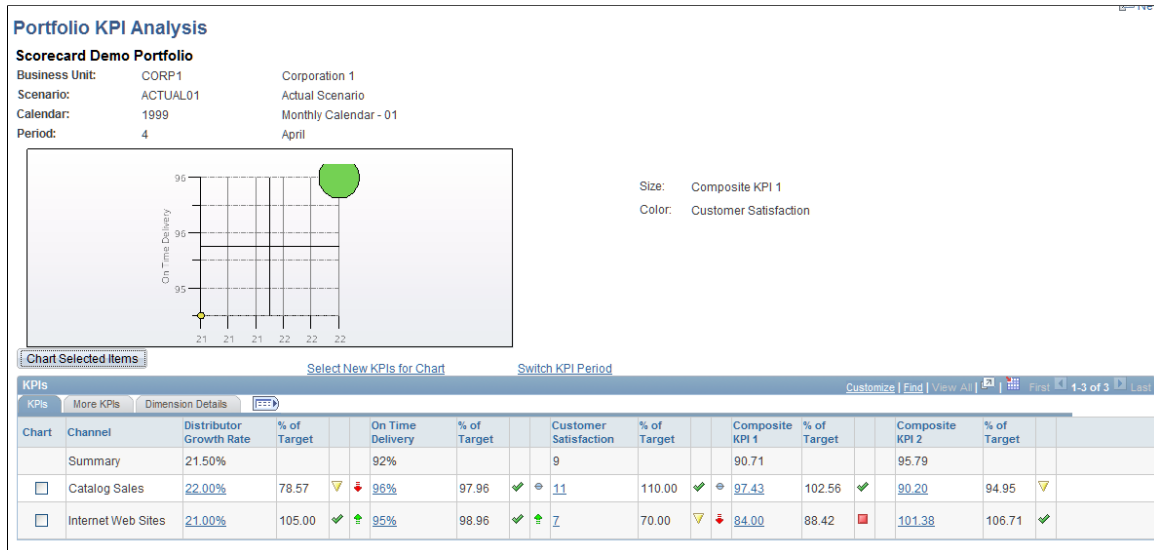 Portfolio KPI Analysis
Scorecard Demo Portfolio
Business Unit: CORP1 Corporation 1
Scenario: ACTUAL01 Actual Scenario
Calendar: 1999 Monthly Calendar - 01
Period: 4 April
96
96
95
On Time Delivery
21 21 21 22 22 22
Size: Composite KPI 1
Color: Customer Satisfaction
Chart Selected Items
Select New KPIs for Chart Switch KPI Period
KPIs Customize | Find | View All | | First 1-3 of 3 Last
KPIs More KPIs Dimension Details
Chart Channel Distributor Growth Rate % of Target On Time Delivery % of Target Customer Satisfaction % of Target Composite KPI 1 % of Target Composite KPI 2 % of Target
Summary 21.50% 92% 9 90.71 95.79
Catalog Sales 22.00% 78.57 96% 97.96 11 110.00 97.43 102.56 90.20 94.95
Internet Web Sites 21.00% 105.00 95% 98.96 7 70.00 84.00 88.42 101.38 106.71